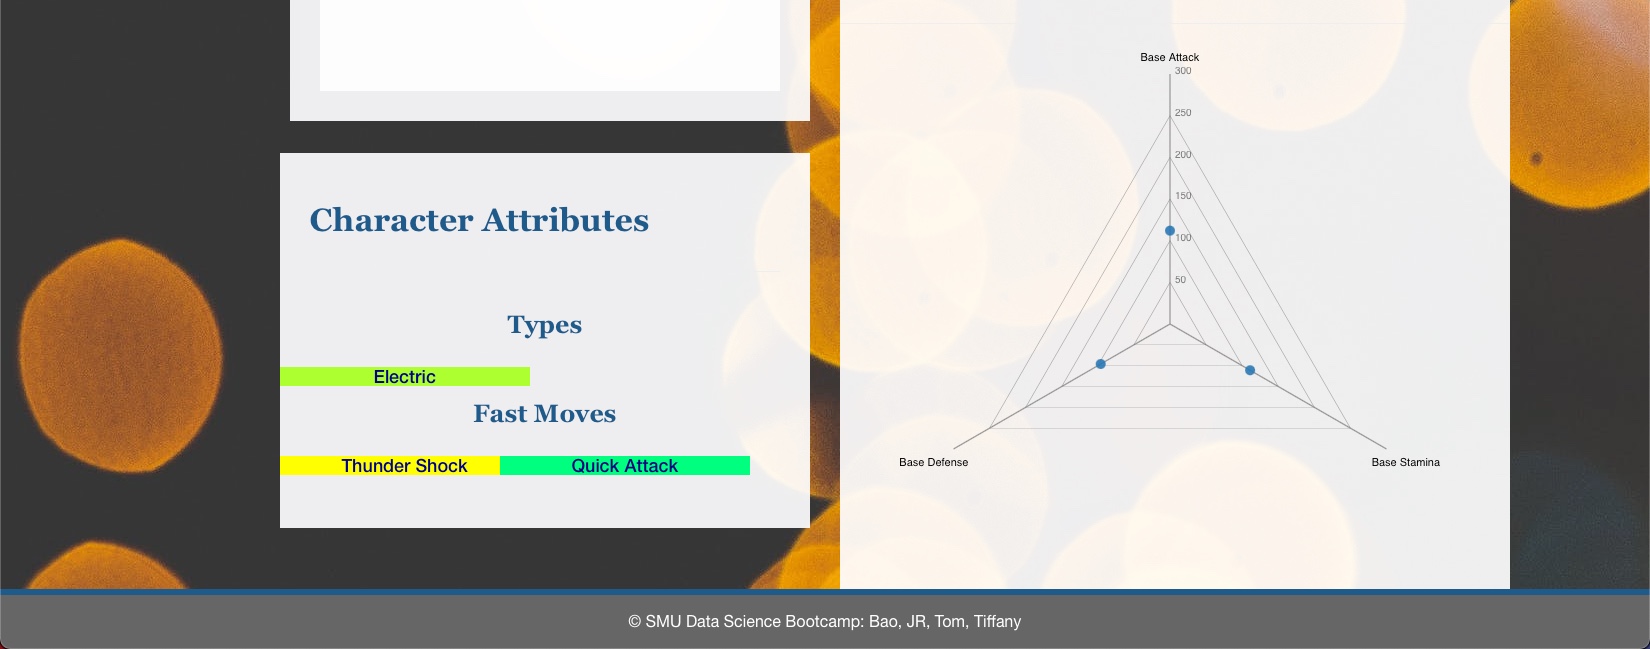 Character Attributes
Types
Electric
Fast Moves
Thunder Shock Quick Attack
Base Attack
300
250
200
150
100
50
Base Defense Base Stamina
© SMU Data Science Bootcamp: Bao, JR, Tom, Tiffany